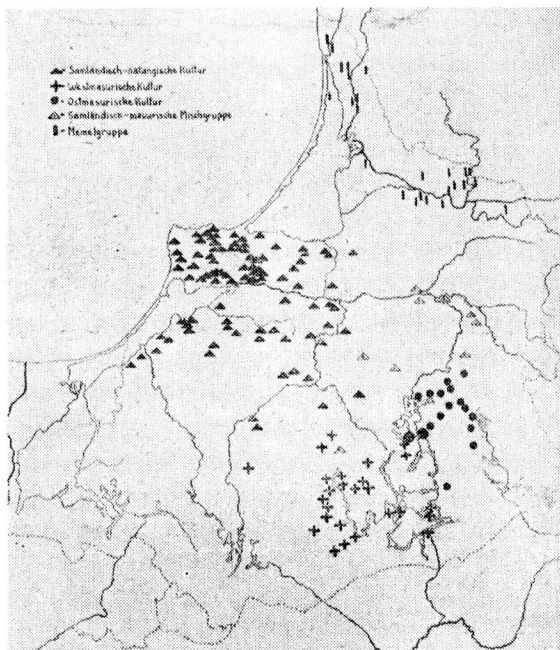 - Samländisch-natangische Kultur
- Westmasurische Kultur
- Ostmasurische Kultur
- Samländisch-masurische Mischgruppe
- Memelgruppe